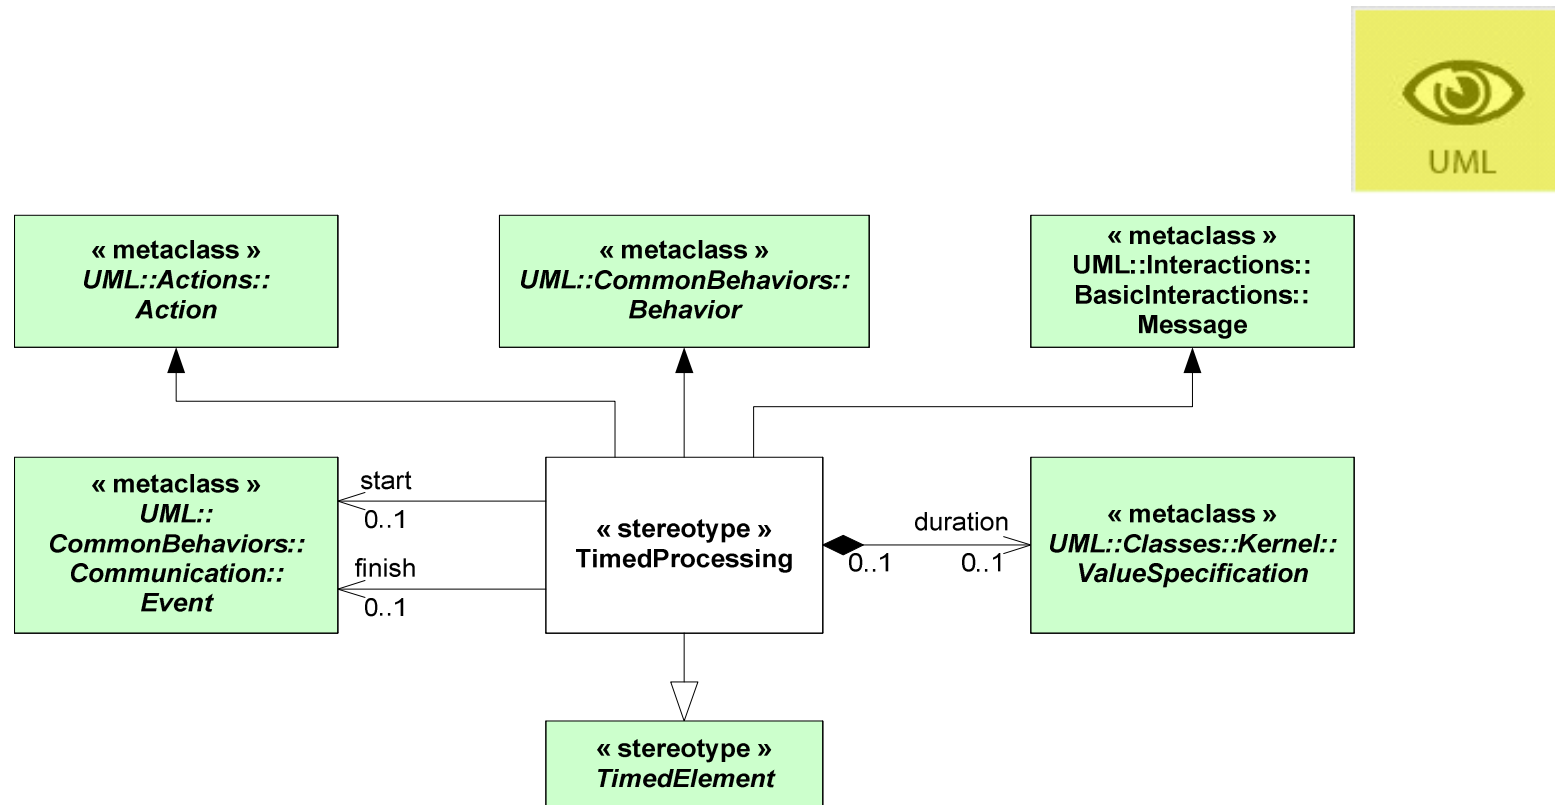 UML
« metaclass »
UML::Actions::
Action
« metaclass »
UML::CommonBehaviors::
Behavior
« metaclass »
UML::Interactions::
BasicInteractions::
Message
« metaclass »
UML::
CommonBehaviors::
Communication::
Event
start
0..1
finish
0..1
« stereotype »
TimedProcessing
duration
0..1
0..1
« metaclass »
UML::Classes::Kernel::
ValueSpecification
« stereotype »
TimedElement